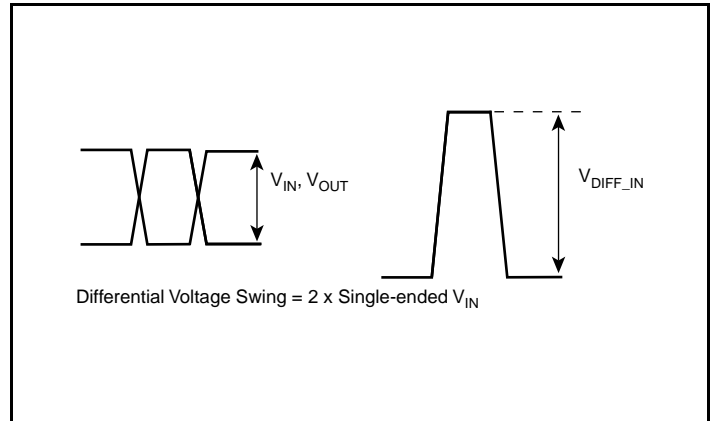 V_IN, V_OUT
V_DIFF_IN
Differential Voltage Swing = 2 x Single-ended V_IN